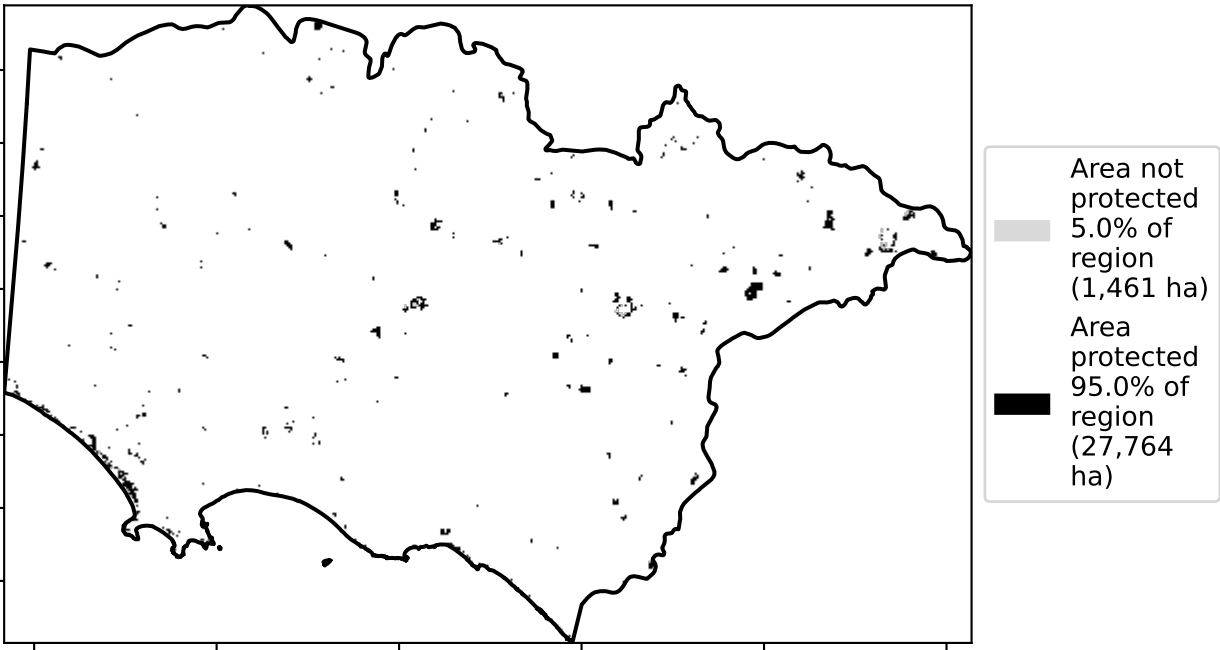 Area not
protected
5.0% of
region
(1,461 ha)
Area
protected
95.0% of
region
(27,764
ha)